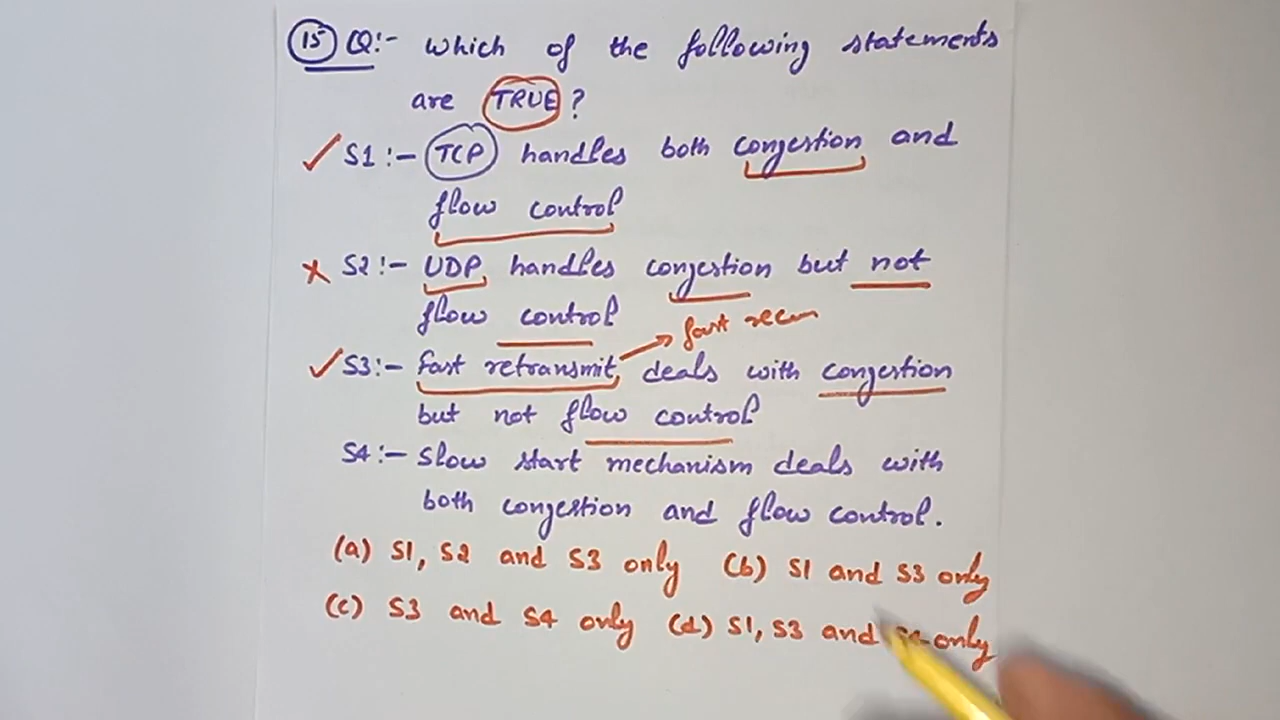 15 Q:- Which of the following statements
are TRUE ?
✓ S1 :- TCP handles both congestion and
flow control
✗ S2 :- UDP handles congestion but not
flow control
fast
✓ S3:- Fast retransmit deals with congestion
but not flow control
S4 :- Slow start mechanism deals with
both congestion and flow control.
(a) S1, S2 and S3 only (b) S1 and S3 only
(c) S3 and S4 only (d) S1, S3 and S4 only